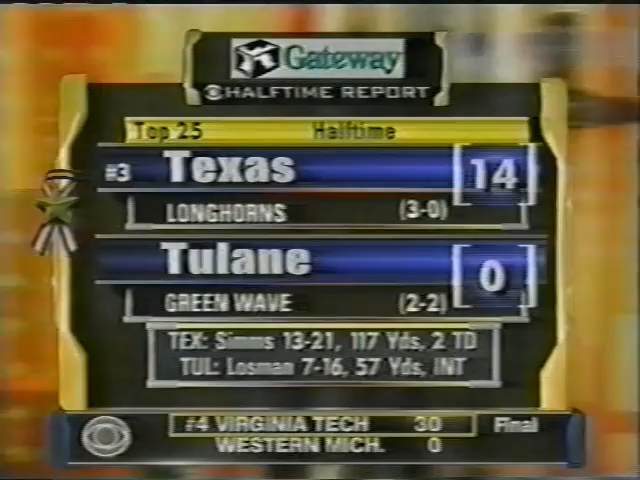 Gateway
HALFTIME REPORT
Top 25 Halftime
#3 Texas 14
LONGHORNS (3-0)
Tulane 0
GREEN WAVE (2-2)
TEX: Simms 13-21, 117 Yds, 2 TD
TUL: Losman 7-16, 57 Yds, INT
#4 VIRGINIA TECH 30 Final
WESTERN MICH. 0